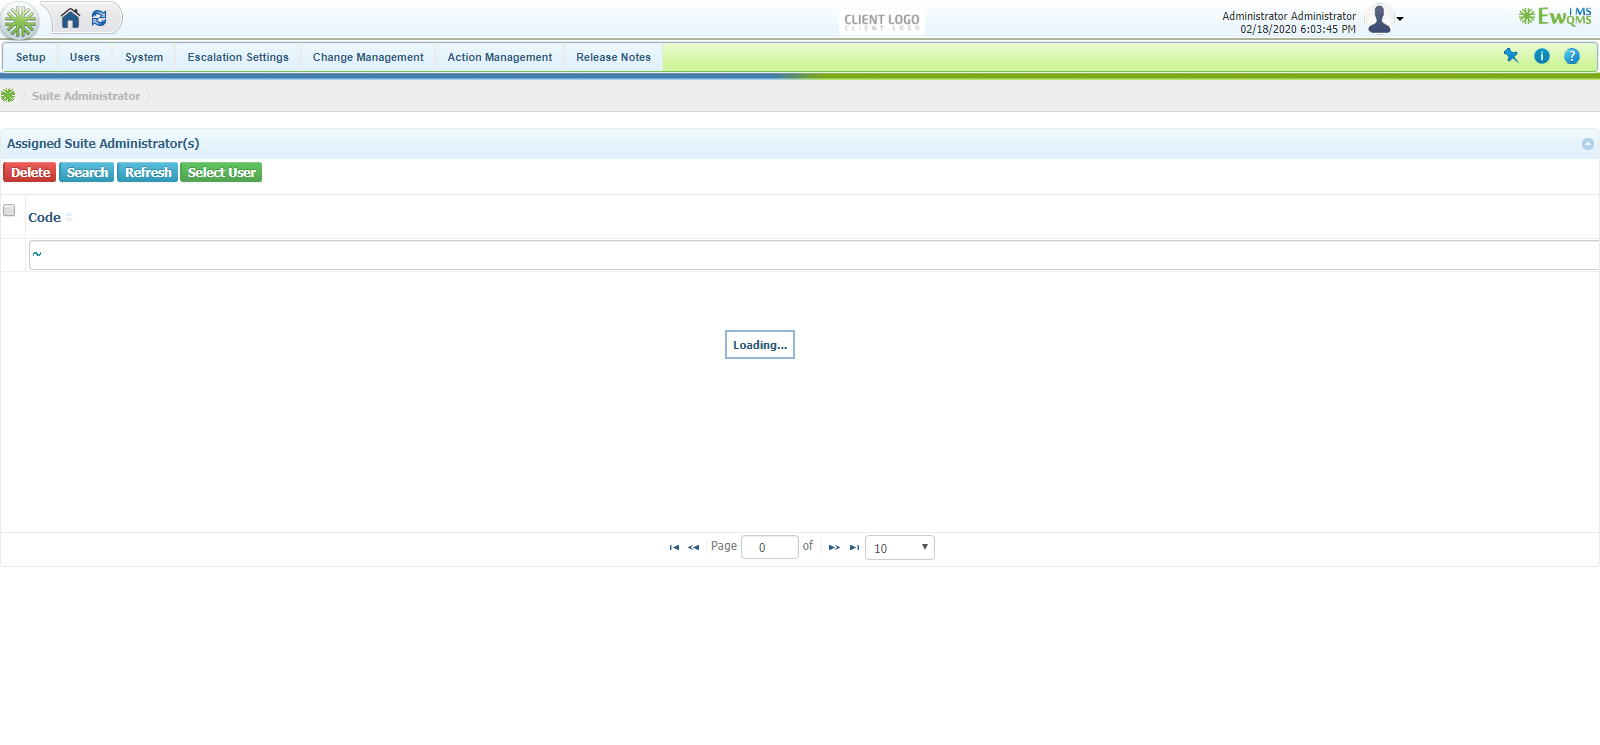 CLIENT LOGO
CLIENT LOGO
Administrator Administrator
02/18/2020 6:03:45 PM
EwQMS
IMS
Setup Users System Escalation Settings Change Management Action Management Release Notes
Suite Administrator
Assigned Suite Administrator(s)
Delete Search Refresh Select User
Code
~
Loading...
Page 0 of 10